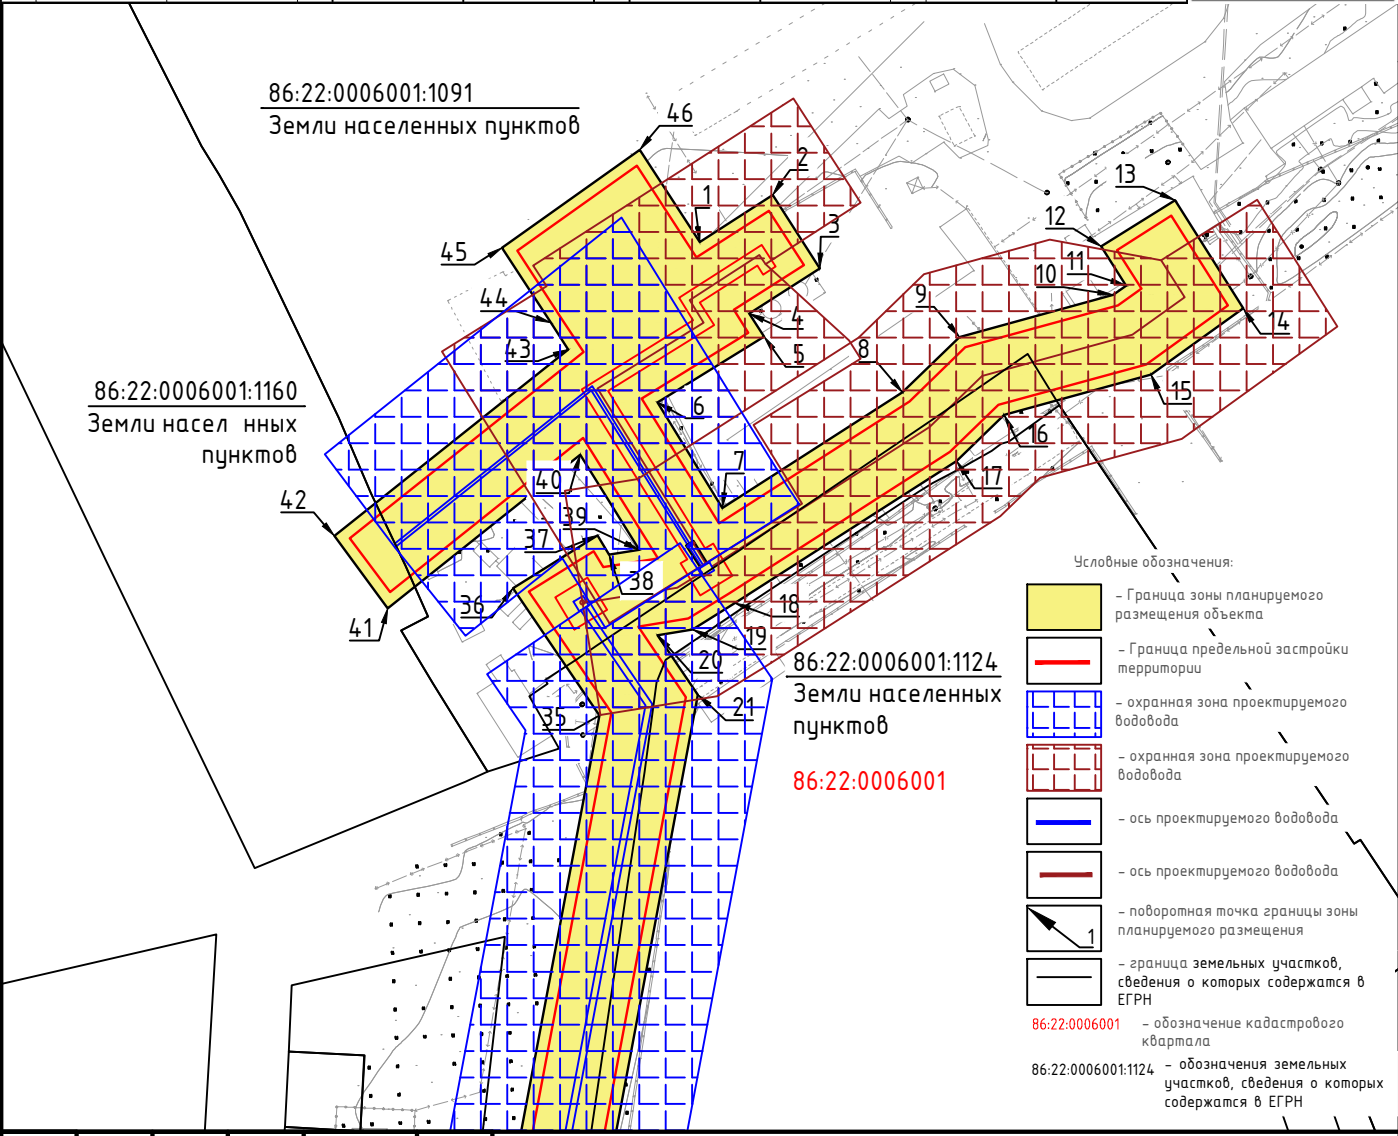 86:22:0006001:1091
Земли населенных пунктов
46
1
2
3
13
12
45
11
10
44
9
4
14
43
5
8
86:22:0006001:1160
Земли насел нных
пунктов
15
6
16
7
17
42
40
39
37
38
36
18
41
19
20
86:22:0006001:1124
Земли населенных
пунктов
21
35
86:22:0006001
Условные обозначения:
– Граница зоны планируемого
размещения объекта
– Граница предельной застройки
территории
– охранная зона проектируемого
водовода
– охранная зона проектируемого
водовода
– ось проектируемого водовода
– ось проектируемого водовода
1
– поворотная точка границы зоны
планируемого размещения
– граница земельных участков,
сведения о которых содержатся в
ЕГРН
86:22:0006001 – обозначение кадастрового
квартала
86:22:0006001:1124 – обозначения земельных
участков, сведения о которых
содержатся в ЕГРН